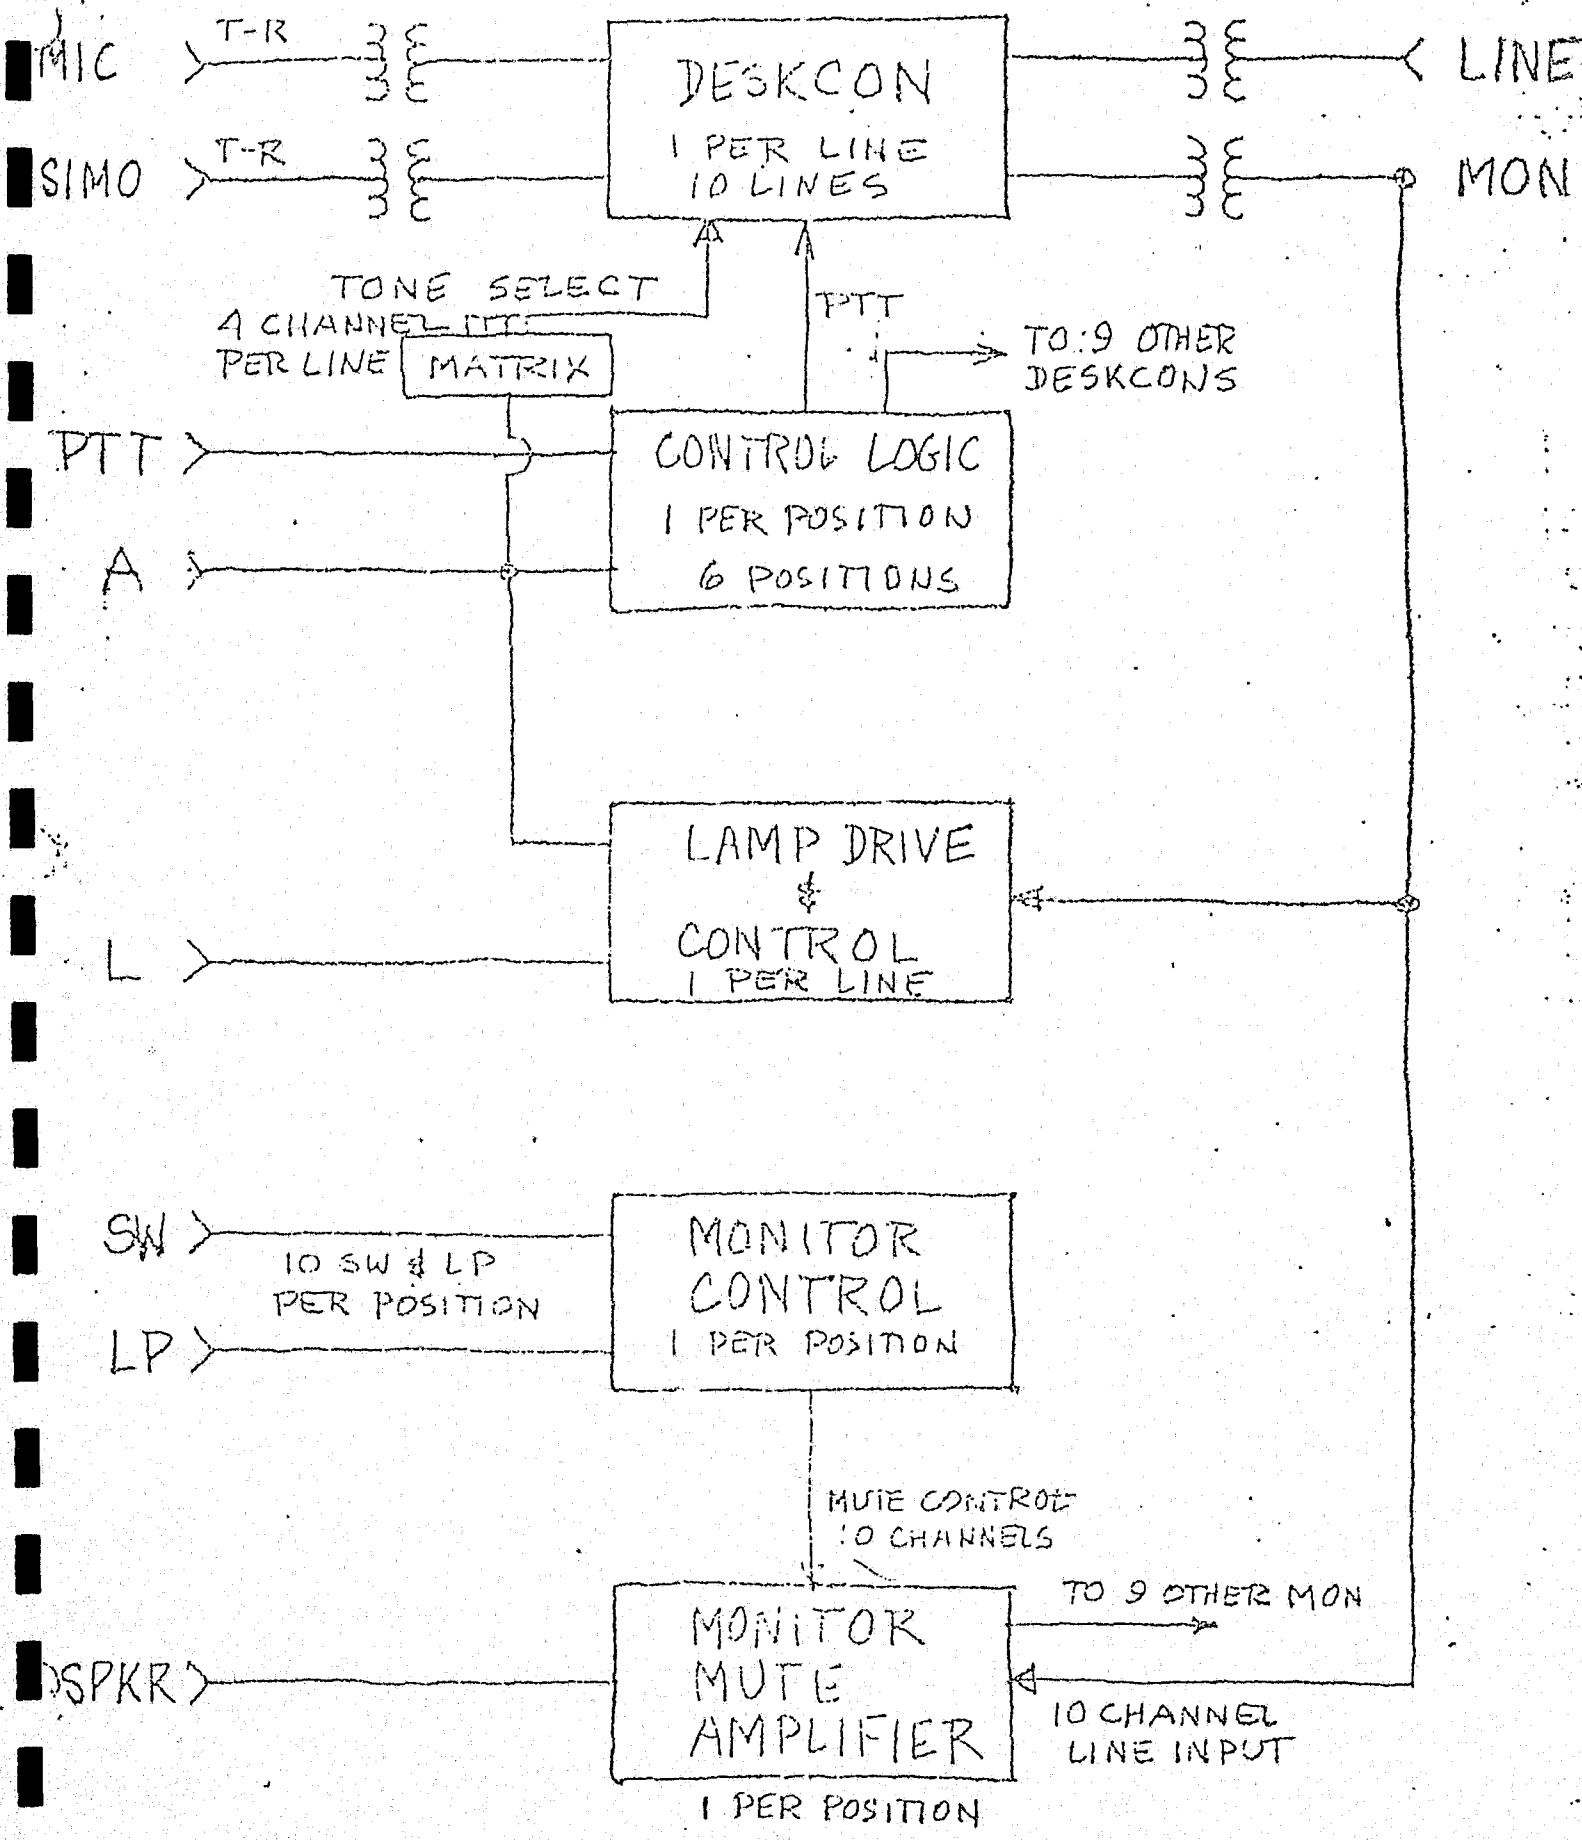 MIC
T-R
DESKCON
1 PER LINE
10 LINES
LINE
SIMO
T-R
MON
TONE SELECT
4 CHANNEL
PER LINE
MATRIX
PTT
TO 9 OTHER
DESKCONS
PTT
CONTROL LOGIC
1 PER POSITION
6 POSITIONS
A
LAMP DRIVE
&
CONTROL
1 PER LINE
L
SW
10 SW & LP
PER POSITION
LP
MONITOR
CONTROL
1 PER POSITION
MUTE CONTROL
10 CHANNELS
TO 9 OTHER MON
SPKR
MONITOR
MUTE
AMPLIFIER
10 CHANNEL
LINE INPUT
1 PER POSITION